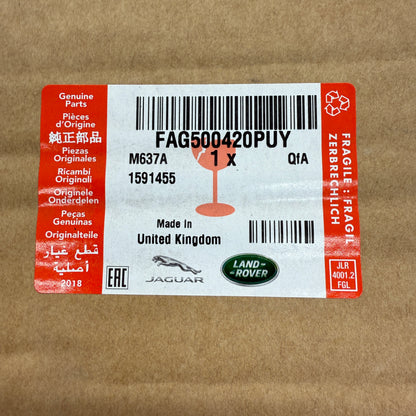 Genuine
Parts
Pièces
d'Origine
純正部品
Piezas
Originales
Ricambi
Originali
Originele
Onderdelen
Peças
Genuinas
Originalteile
قطع غيار
أصلية
2018
FAG500420PUY
M637A 1 x QfA
1591455
Made in
United Kingdom
EAC
JAGUAR
LAND-
ROVER
FRAGILE : FRAGIL
ZERBRECHLICH
JLR
4001.2
FGL